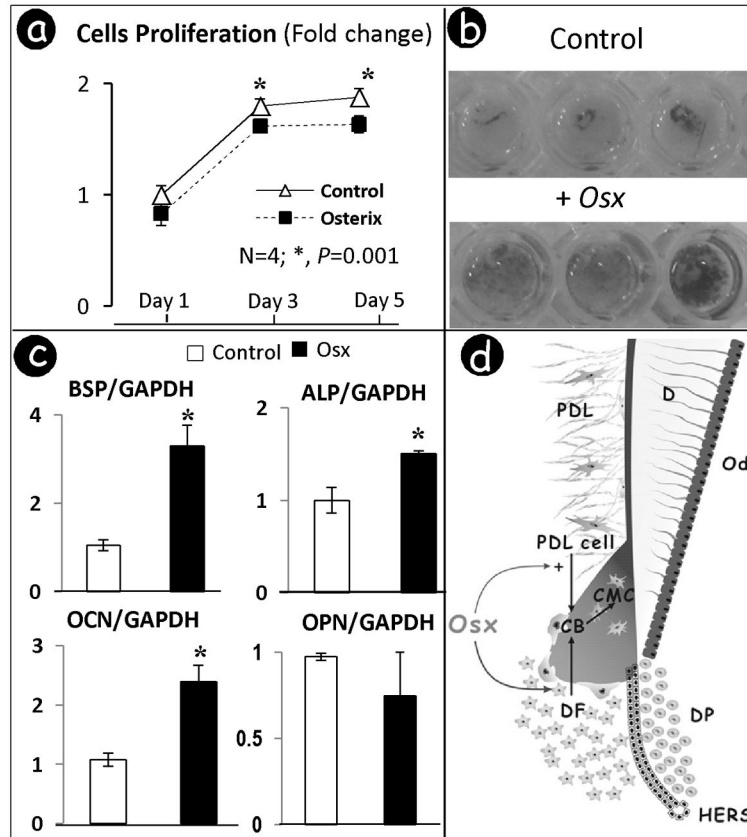 a
Cells Proliferation (Fold change)
2
*
*
1
Control
Osterix
N=4; *, P=0.001
0
Day 1 Day 3 Day 5
b
Control
+ Osx
c
Control Osx
BSP/GAPDH
4
*
2
0
ALP/GAPDH
2
*
1
0
OCN/GAPDH
3
*
2
1
0
OPN/GAPDH
1
0.5
0
d
PDL
D
Od
PDL cell
+
CMC
Osx
CB
DF
DP
HERS